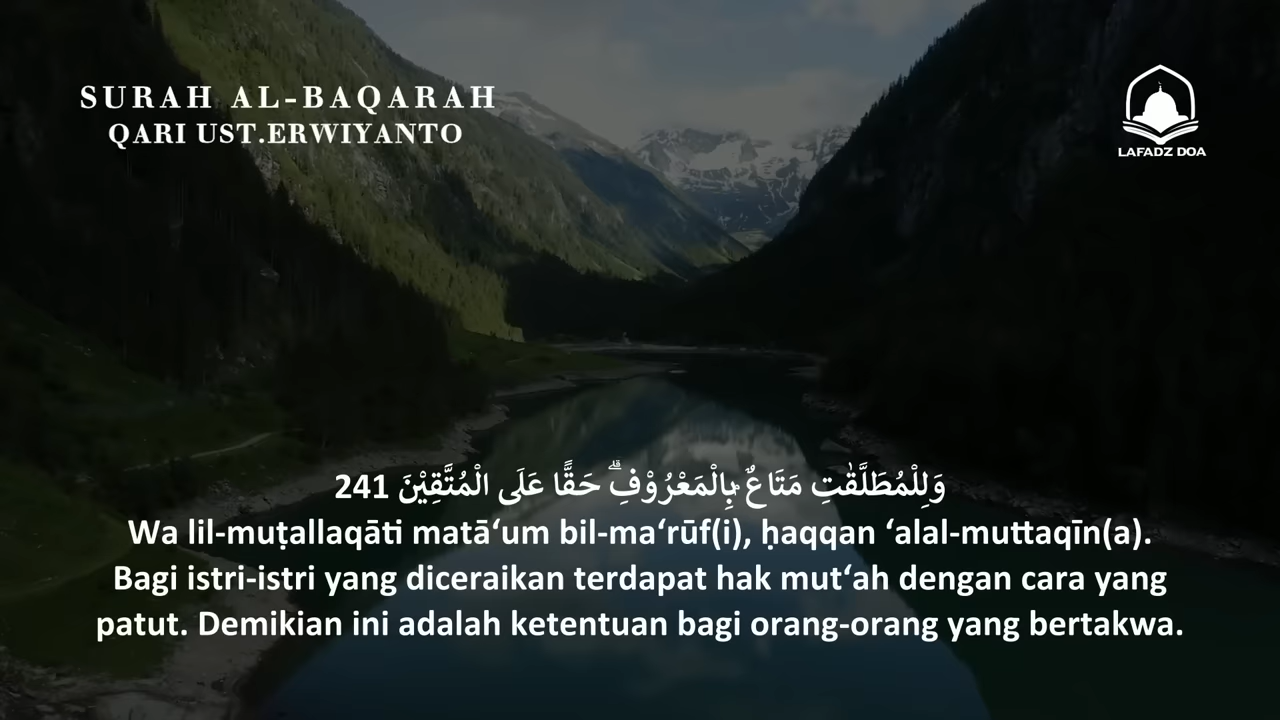 SURAH AL-BAQARAH
QARI UST.ERWIYANTO
LAFADZ DOA
وَلِلْمُطَلَّقٰتِ مَتَاعٌ ۢبِالْمَعْرُوْفِۗ حَقًّا عَلَى الْمُتَّقِيْنَ 241
Wa lil-muṭallaqāti matā‘um bil-ma‘rūf(i), ḥaqqan ‘alal-muttaqīn(a).
Bagi istri-istri yang diceraikan terdapat hak mut‘ah dengan cara yang
patut. Demikian ini adalah ketentuan bagi orang-orang yang bertakwa.